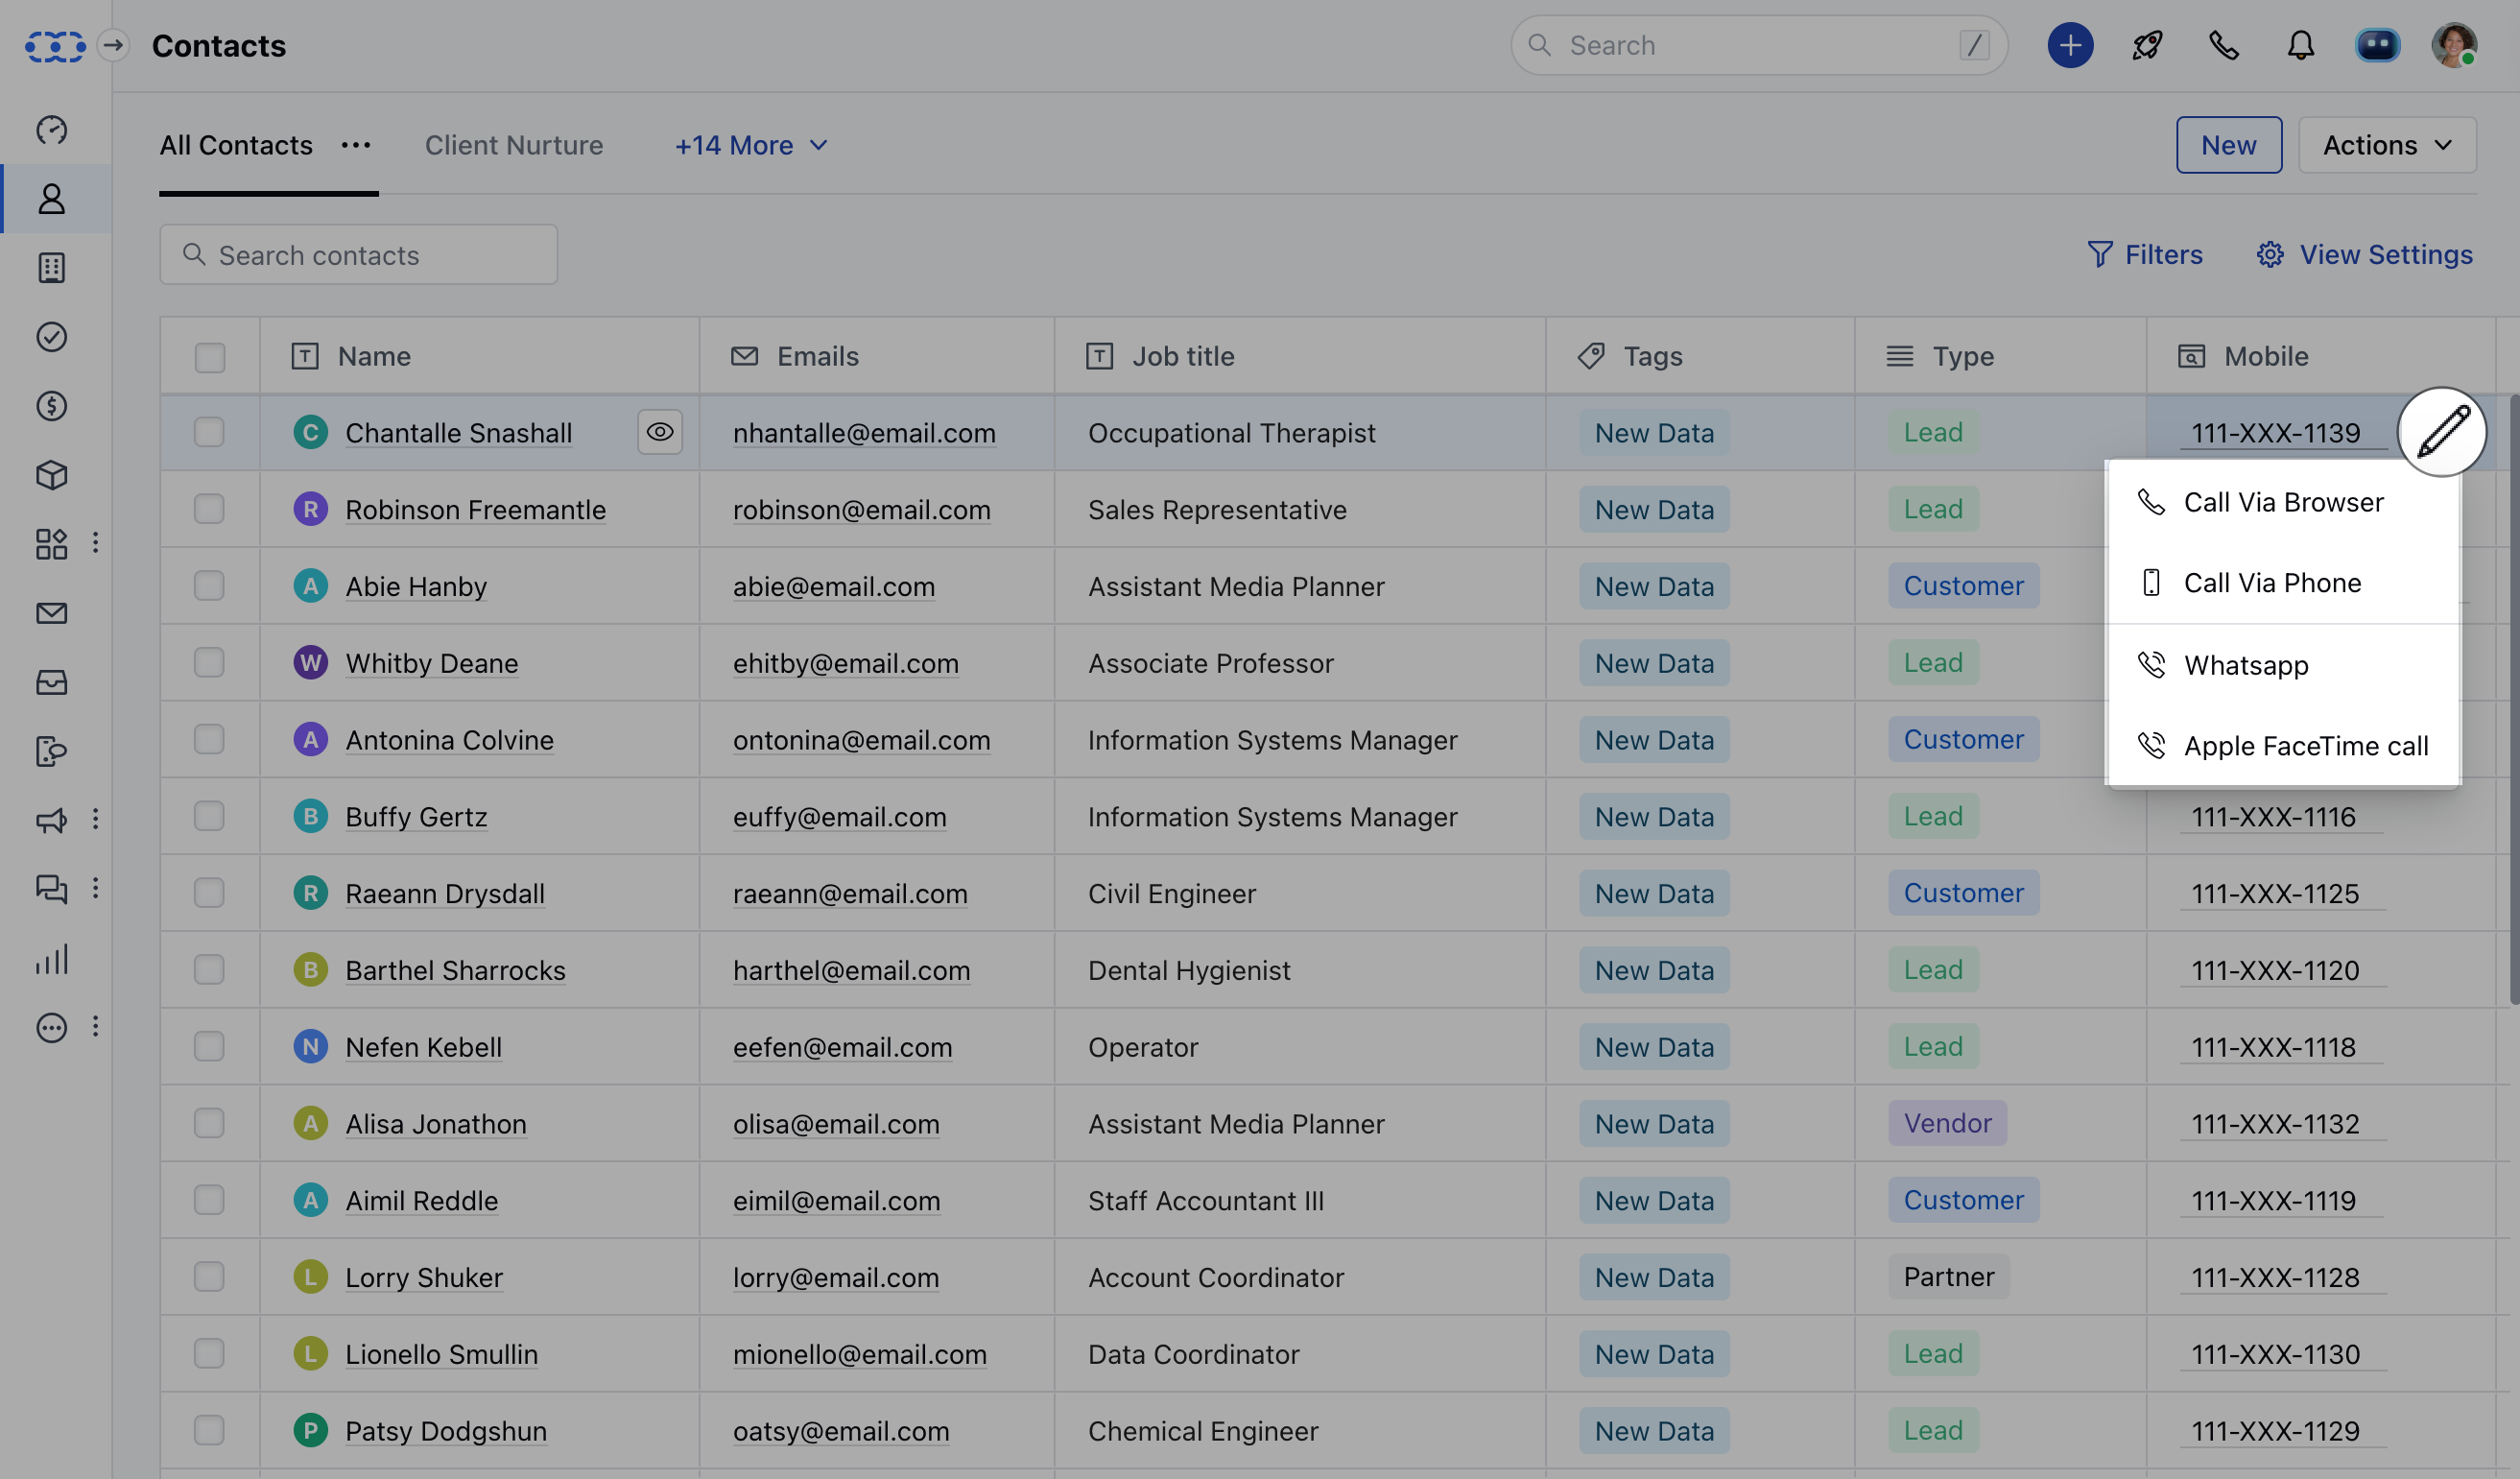 Contacts
Search /
All Contacts ••• Client Nurture +14 More New Actions
Search contacts Filters View Settings
Name Emails Job title Tags Type Mobile
C Chantalle Snashall nhantalle@email.com Occupational Therapist New Data Lead 111-XXX-1139
R Robinson Freemantle robinson@email.com Sales Representative New Data Lead
A Abie Hanby abie@email.com Assistant Media Planner New Data Customer
W Whitby Deane ehitby@email.com Associate Professor New Data Lead
A Antonina Colvine ontonina@email.com Information Systems Manager New Data Customer
Call Via Browser
Call Via Phone
Whatsapp
Apple FaceTime call
B Buffy Gertz euffy@email.com Information Systems Manager New Data Lead 111-XXX-1116
R Raeann Drysdall raeann@email.com Civil Engineer New Data Customer 111-XXX-1125
B Barthel Sharrocks harthel@email.com Dental Hygienist New Data Lead 111-XXX-1120
N Nefen Kebell eefen@email.com Operator New Data Lead 111-XXX-1118
A Alisa Jonathon olisa@email.com Assistant Media Planner New Data Vendor 111-XXX-1132
A Aimil Reddle eimil@email.com Staff Accountant III New Data Customer 111-XXX-1119
L Lorry Shuker lorry@email.com Account Coordinator New Data Partner 111-XXX-1128
L Lionello Smullin mionello@email.com Data Coordinator New Data Lead 111-XXX-1130
P Patsy Dodgshun oatsy@email.com Chemical Engineer New Data Lead 111-XXX-1129